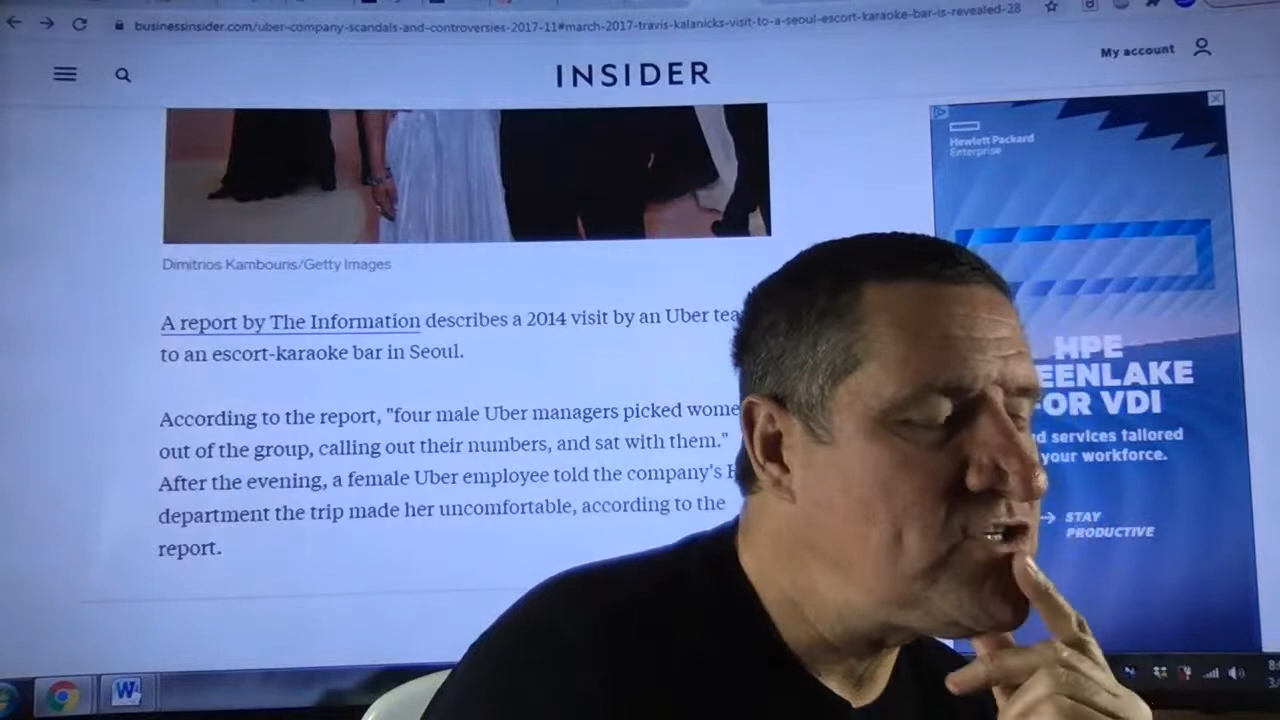 businessinsider.com/uber-company-scandals-and-controversies-2017-11#march-2017-travis-kalanicks-visit-to-a-seoul-escort-karaoke-bar-is-revealed-28
My account
INSIDER
Hewlett Packard
Enterprise
Dimitrios Kambouris/Getty Images
A report by The Information describes a 2014 visit by an Uber
to an escort-karaoke bar in Seoul.
According to the report, "four male Uber managers picked
out of the group, calling out their numbers, and sat with them."
After the evening, a female Uber employee told the company's
department the trip made her uncomfortable, according to the
report.
HPE
FOR VDI
services tailored
your workforce.
STAY
PRODUCTIVE
W